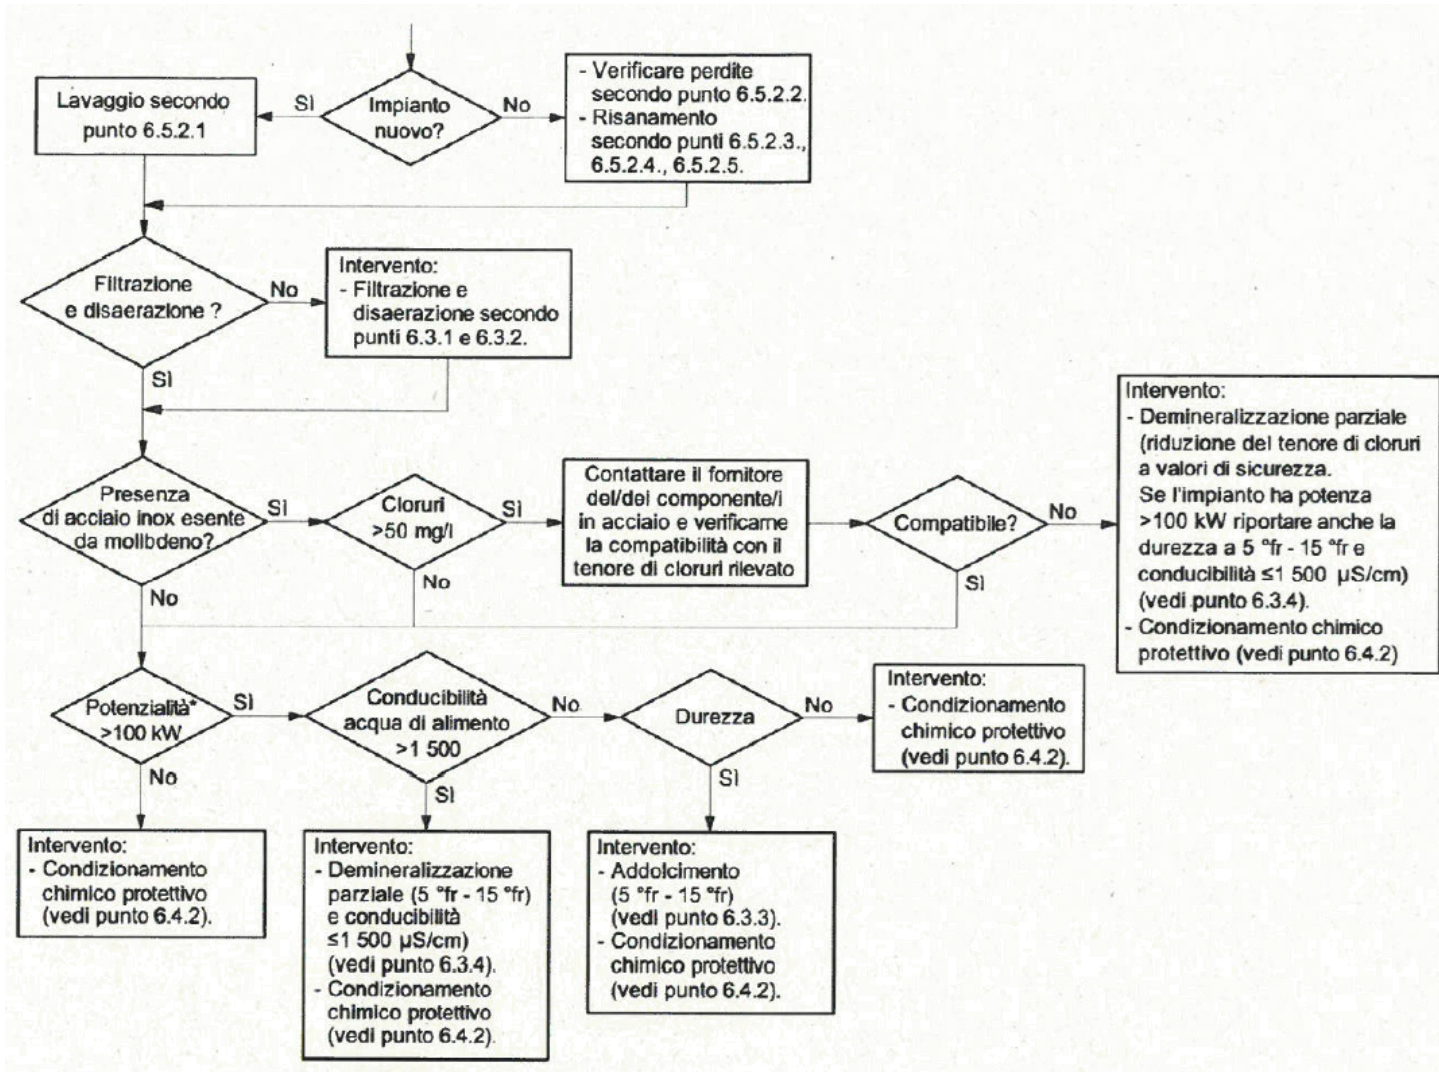 Lavaggio secondo
punto 6.5.2.1
Sì
Impianto
nuovo?
No
- Verificare perdite
secondo punto 6.5.2.2.
- Risanamento
secondo punti 6.5.2.3.,
6.5.2.4., 6.5.2.5.
Filtrazione
e disaerazione ?
No
Sì
Intervento:
- Filtrazione e
disaerazione secondo
punti 6.3.1 e 6.3.2.
Presenza
di acciaio inox esente
da molibdeno?
Sì
No
Cloruri
>50 mg/l
Sì
No
Contattare il fornitore
del/dei componente/i
in acciaio e verificarne
la compatibilità con il
tenore di cloruri rilevato
Compatibile?
No
Sì
Intervento:
- Demineralizzazione parziale
(riduzione del tenore di cloruri
a valori di sicurezza.
Se l'impianto ha potenza
>100 kW riportare anche la
durezza a 5 °fr - 15 °fr e
conducibilità ≤1 500 µS/cm)
(vedi punto 6.3.4).
- Condizionamento chimico
protettivo (vedi punto 6.4.2)
Potenzialità*
>100 kW
Sì
No
Conducibilità
acqua di alimento
>1 500
No
Sì
Durezza
No
Sì
Intervento:
- Condizionamento
chimico protettivo
(vedi punto 6.4.2).
Intervento:
- Condizionamento
chimico protettivo
(vedi punto 6.4.2).
Intervento:
- Demineralizzazione
parziale (5 °fr - 15 °fr)
e conducibilità
≤1 500 µS/cm)
(vedi punto 6.3.4).
- Condizionamento
chimico protettivo
(vedi punto 6.4.2).
Intervento:
- Addolcimento
(5 °fr - 15 °fr)
(vedi punto 6.3.3).
- Condizionamento
chimico protettivo
(vedi punto 6.4.2).